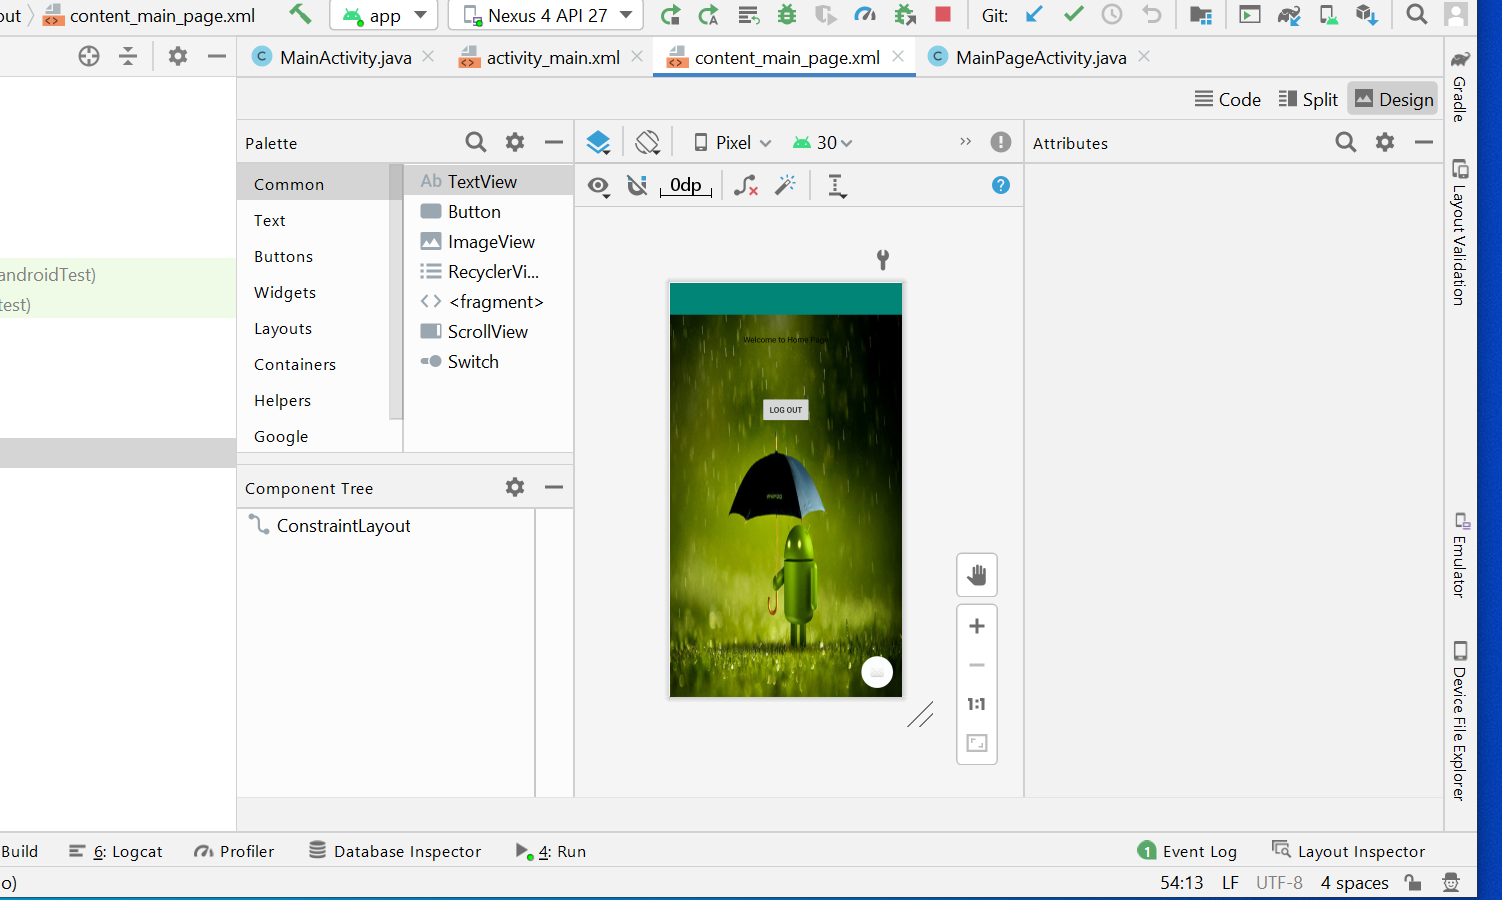 out content_main_page.xml app Nexus 4 API 27 Git:
MainActivity.java activity_main.xml content_main_page.xml MainPageActivity.java
Code Split Design
Palette Pixel 30 Attributes
Common
Text
Buttons
Widgets
Layouts
Containers
Helpers
Google
Ab TextView
Button
ImageView
RecyclerVi...
<fragment>
ScrollView
Switch
0dp
androidTest)
test)
Welcome to Home Page
LOG OUT
Component Tree
ConstraintLayout
1:1
Gradle
Layout Validation
Emulator
Device File Explorer
Build 6: Logcat Profiler Database Inspector 4: Run 1 Event Log Layout Inspector
o) 54:13 LF UTF-8 4 spaces